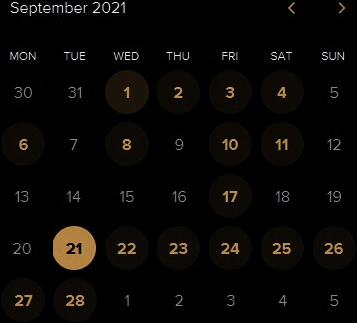 September 2021
MON TUE WED THU FRI SAT SUN
30 31 1 2 3 4 5
6 7 8 9 10 11 12
13 14 15 16 17 18 19
20 21 22 23 24 25 26
27 28 1 2 3 4 5